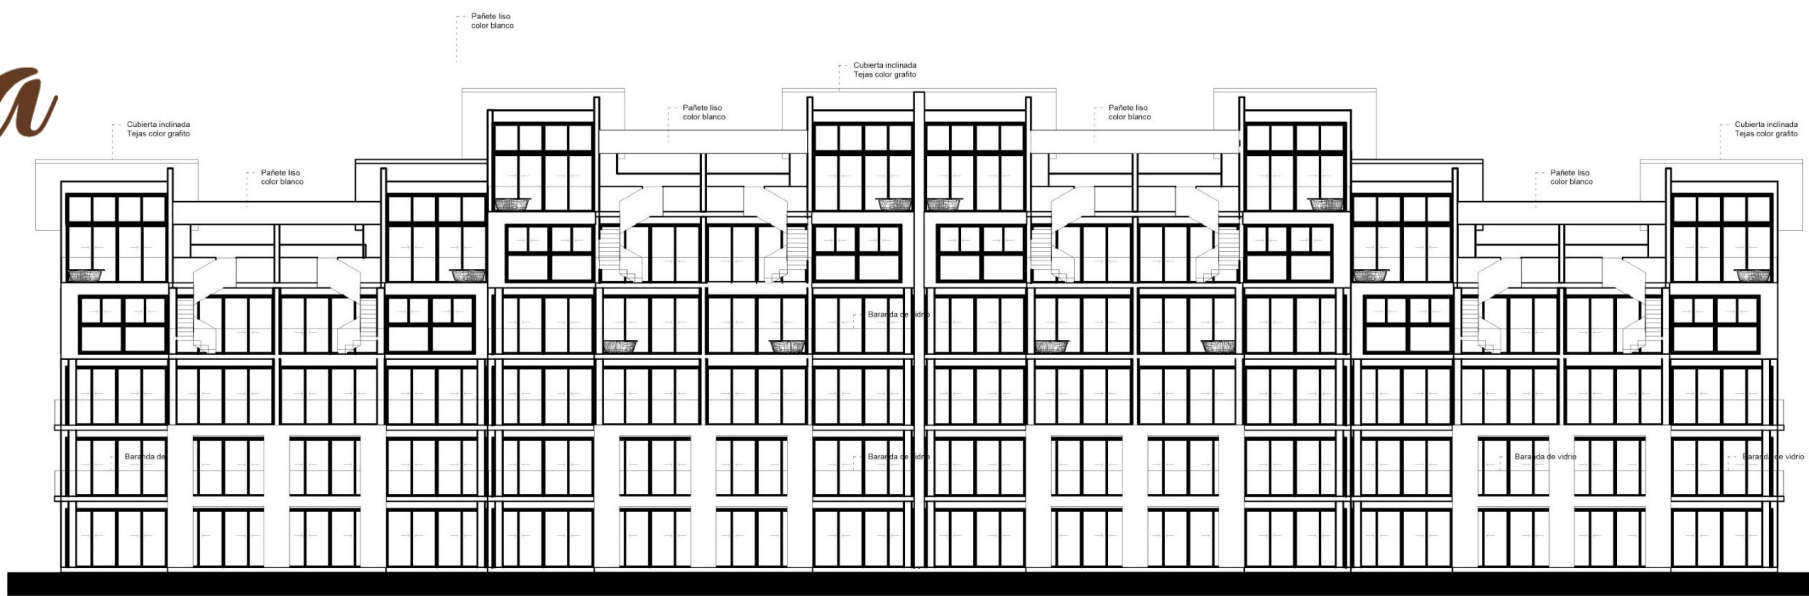 Pañete liso
color blanco
Cubierta inclinada
Tejas color grafito
a
Pañete liso
color blanco
Pañete liso
color blanco
Cubierta inclinada
Tejas color grafito
Cubierta inclinada
Tejas color grafito
Pañete liso
color blanco
Pañete liso
color blanco
Baranda de vidrio
Baranda de
Baranda de vidrio
Baranda de vidrio
Baranda de vidrio